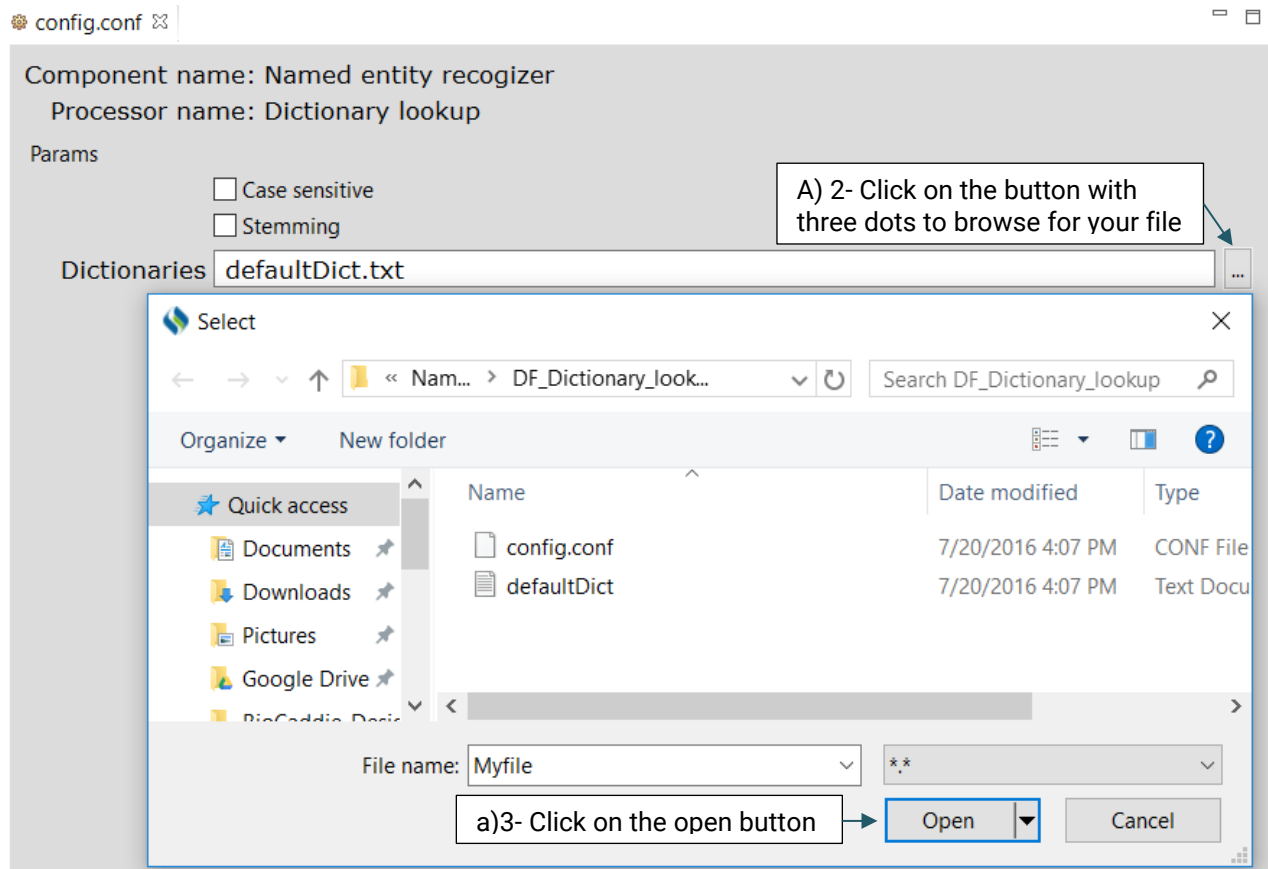 config.conf
Component name: Named entity recogizer
Processor name: Dictionary lookup
Params
Case sensitive
Stemming
A) 2- Click on the button with
three dots to browse for your file
Dictionaries defaultDict.txt ...
Select
« Nam... > DF_Dictionary_look... Search DF_Dictionary_lookup
Organize New folder
Name Date modified Type
Quick access
Documents
Downloads
Pictures
Google Drive
config.conf 7/20/2016 4:07 PM CONF File
defaultDict 7/20/2016 4:07 PM Text Docu
File name: Myfile *.*
a)3- Click on the open button
Open Cancel